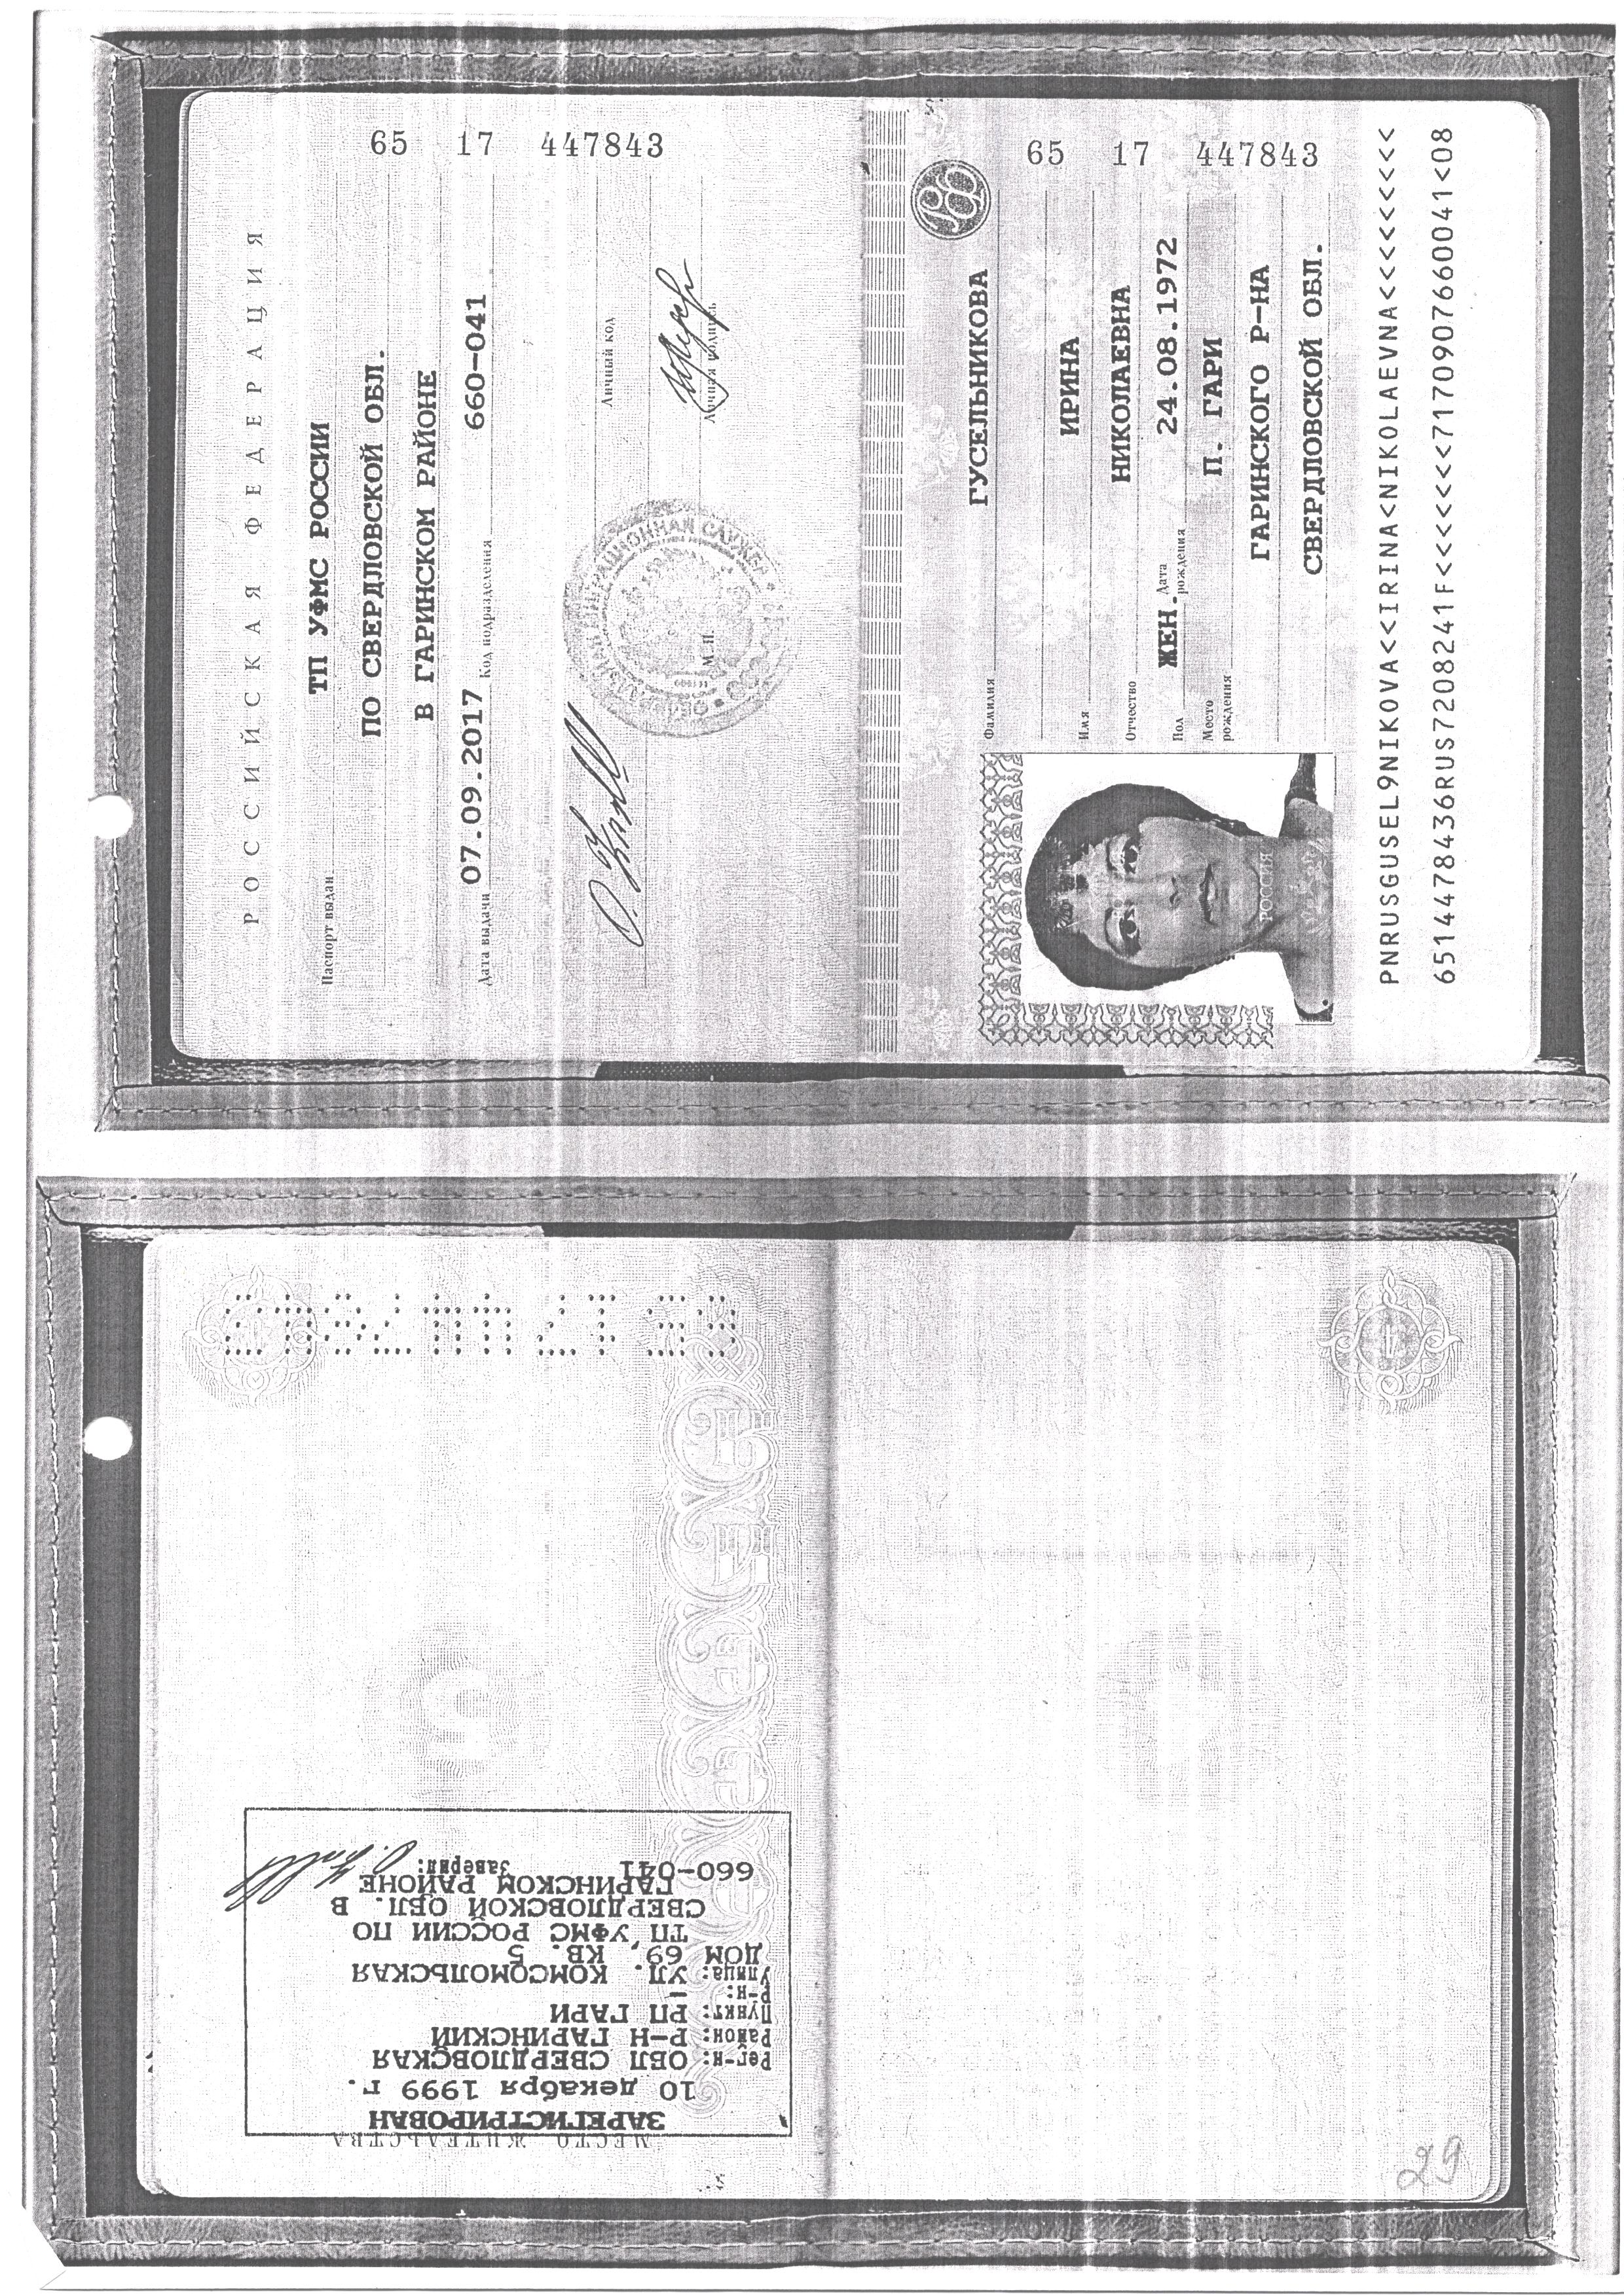 РОССИЙСКАЯ ФЕДЕРАЦИЯ
65 17 447843
Паспорт выдан ТП УФМС РОССИИ
ПО СВЕРДЛОВСКОЙ ОБЛ.
В ГАРИНСКОМ РАЙОНЕ
Дата выдачи 07.09.2017 Код подразделения 660-041
Личный код
Личная подпись
М.П.
65 17 447843
Фамилия ГУСЕЛЬНИКОВА
Имя ИРИНА
Отчество НИКОЛАЕВНА
Пол ЖЕН. Дата рождения 24.08.1972
Место рождения П. ГАРИ
ГАРИНСКОГО Р-НА
СВЕРДЛОВСКОЙ ОБЛ.
РОССИЯ
PNRUSGUSEL9NIKOVA<<IRINA<NIKOLAEVNA<<<<<<<<<
6514478436RUS7208241F<<<<<<<7170907660041<08
МЕСТО ЖИТЕЛЬСТВА
ЗАРЕГИСТРИРОВАН
10 декабря 1999 г.
Рег-н: ОБЛ СВЕРДЛОВСКАЯ
Район: Р-Н ГАРИНСКИЙ
Пункт: РП ГАРИ
Р-н: -
Улица: УЛ. КОМСОМОЛЬСКАЯ
ДОМ 69, КВ. 5
ТП УФМС РОССИИ ПО
СВЕРДЛОВСКОЙ ОБЛ. В
ГАРИНСКОМ РАЙОНЕ
660-041 Заверил:
29